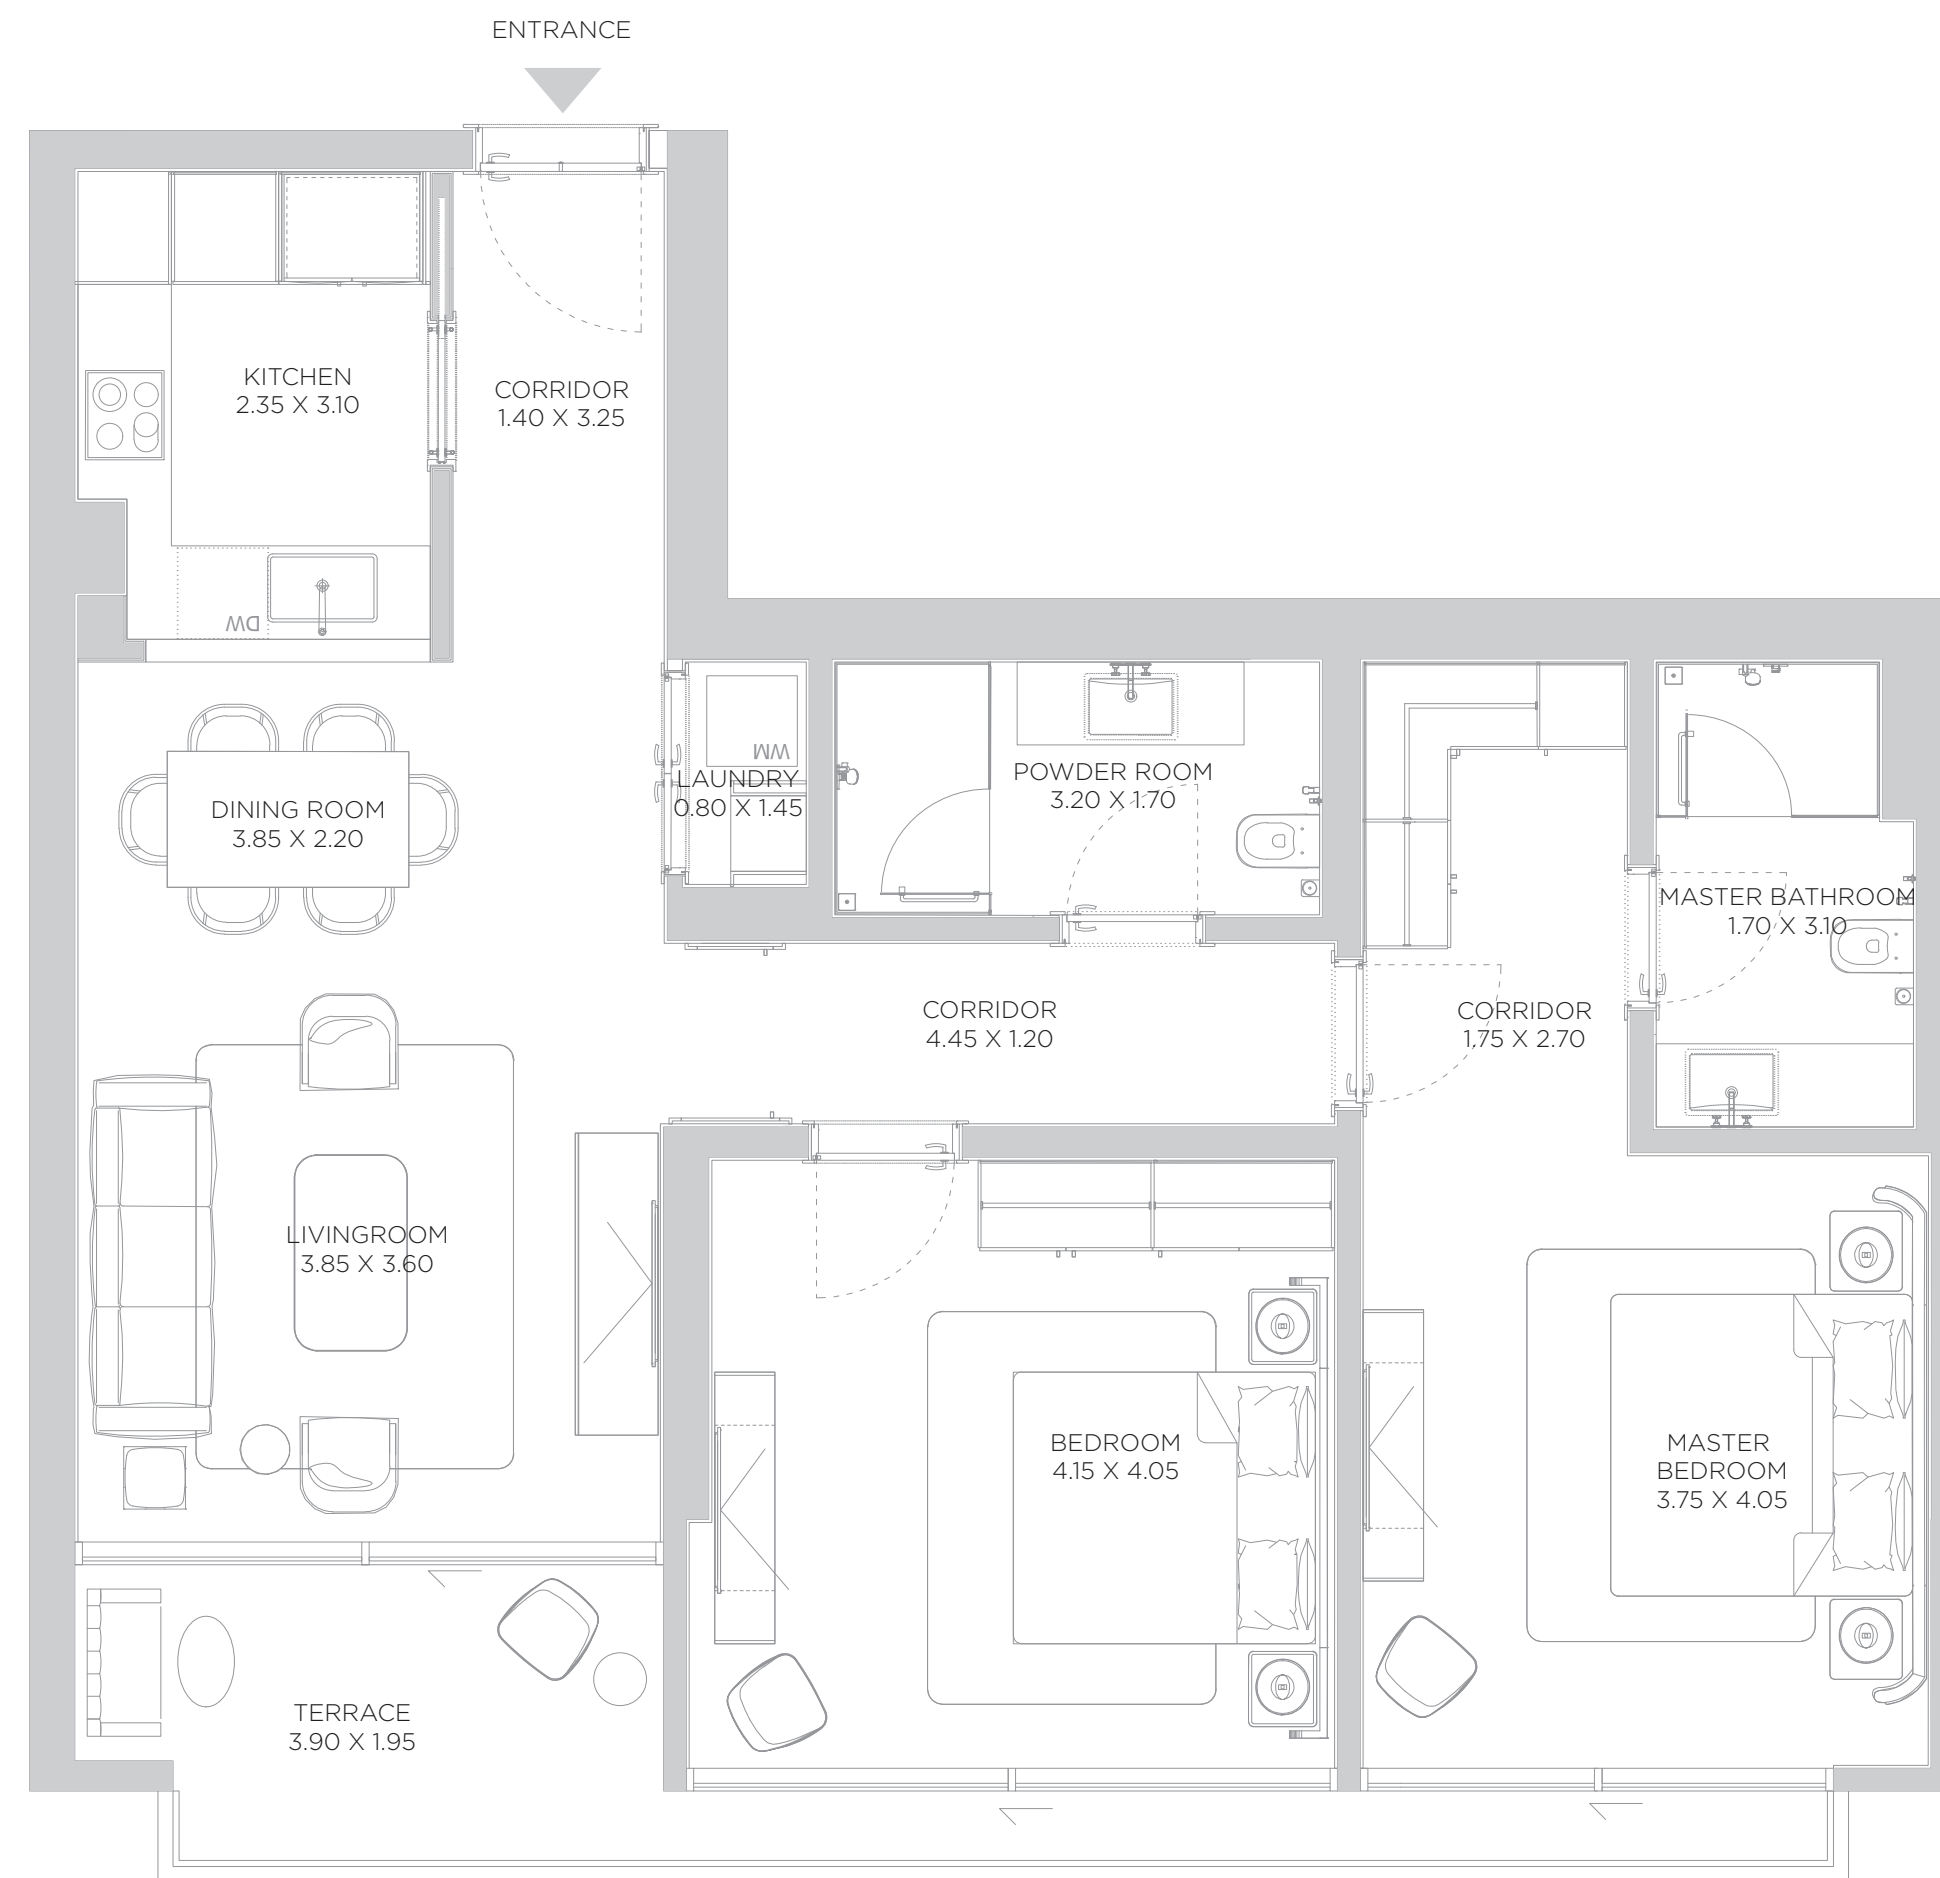 ENTRANCE
KITCHEN
2.35 X 3.10
CORRIDOR
1.40 X 3.25
DW
WM
LAUNDRY
0.80 X 1.45
POWDER ROOM
3.20 X 1.70
DINING ROOM
3.85 X 2.20
MASTER BATHROOM
1.70 X 3.10
CORRIDOR
4.45 X 1.20
CORRIDOR
1.75 X 2.70
LIVINGROOM
3.85 X 3.60
BEDROOM
4.15 X 4.05
MASTER
BEDROOM
3.75 X 4.05
TERRACE
3.90 X 1.95